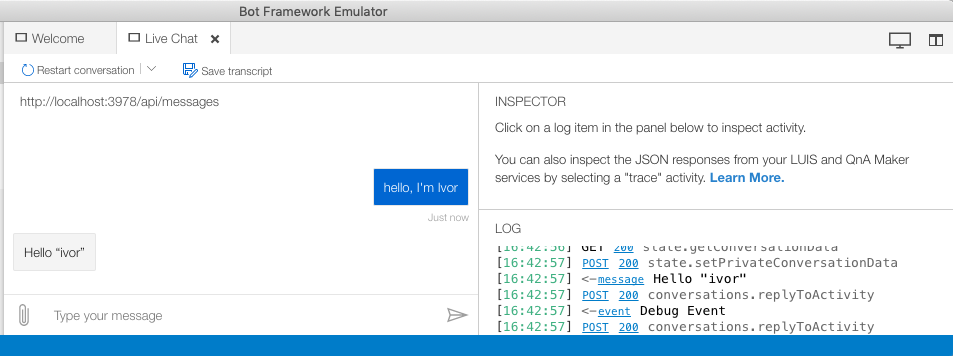 Bot Framework Emulator
Welcome
Live Chat
Restart conversation
Save transcript
http://localhost:3978/api/messages
hello, I'm Ivor
Just now
Hello “ivor”
Type your message
INSPECTOR
Click on a log item in the panel below to inspect activity.
You can also inspect the JSON responses from your LUIS and QnA Maker
services by selecting a "trace" activity. Learn More.
LOG
[16:42:56] GET 200 state.getConversationData
[16:42:57] POST 200 state.setPrivateConversationData
[16:42:57] <-message Hello "ivor"
[16:42:57] POST 200 conversations.replyToActivity
[16:42:57] <-event Debug Event
[16:42:57] POST 200 conversations.replyToActivity